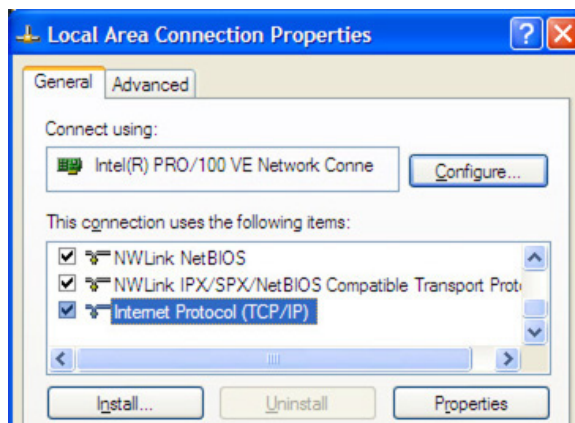 Local Area Connection Properties
General Advanced
Connect using:
Intel(R) PRO/100 VE Network Conne
Configure...
This connection uses the following items:
NWLink NetBIOS
NWLink IPX/SPX/NetBIOS Compatible Transport Proto
Internet Protocol (TCP/IP)
Install... Uninstall Properties